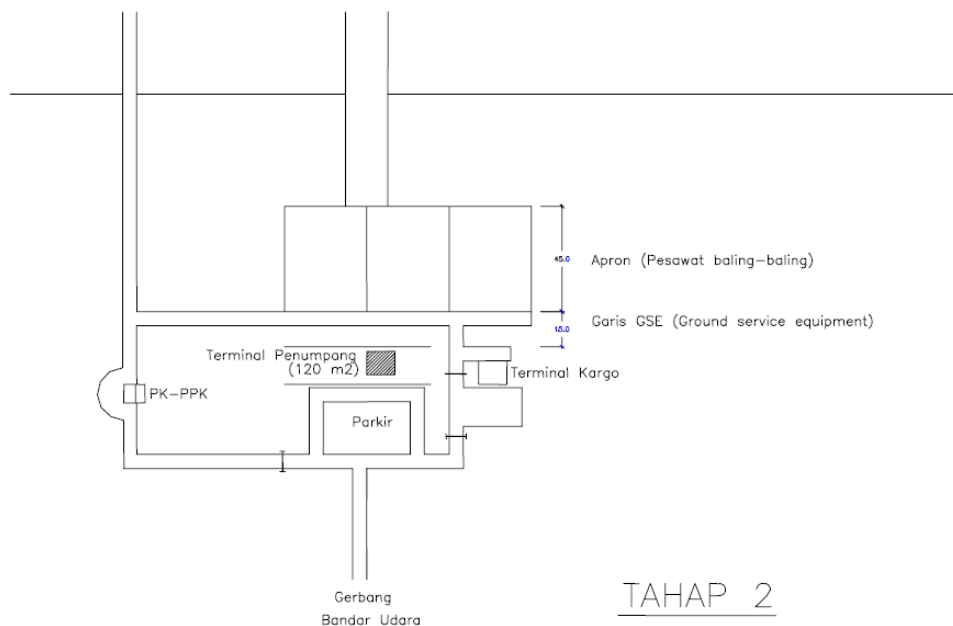 45.0
Apron (Pesawat baling-baling)
15.0
Garis GSE (Ground service equipment)
Terminal Penumpang
(120 m2)
Terminal Kargo
PK-PPK
Parkir
Gerbang
Bandar Udara
TAHAP 2